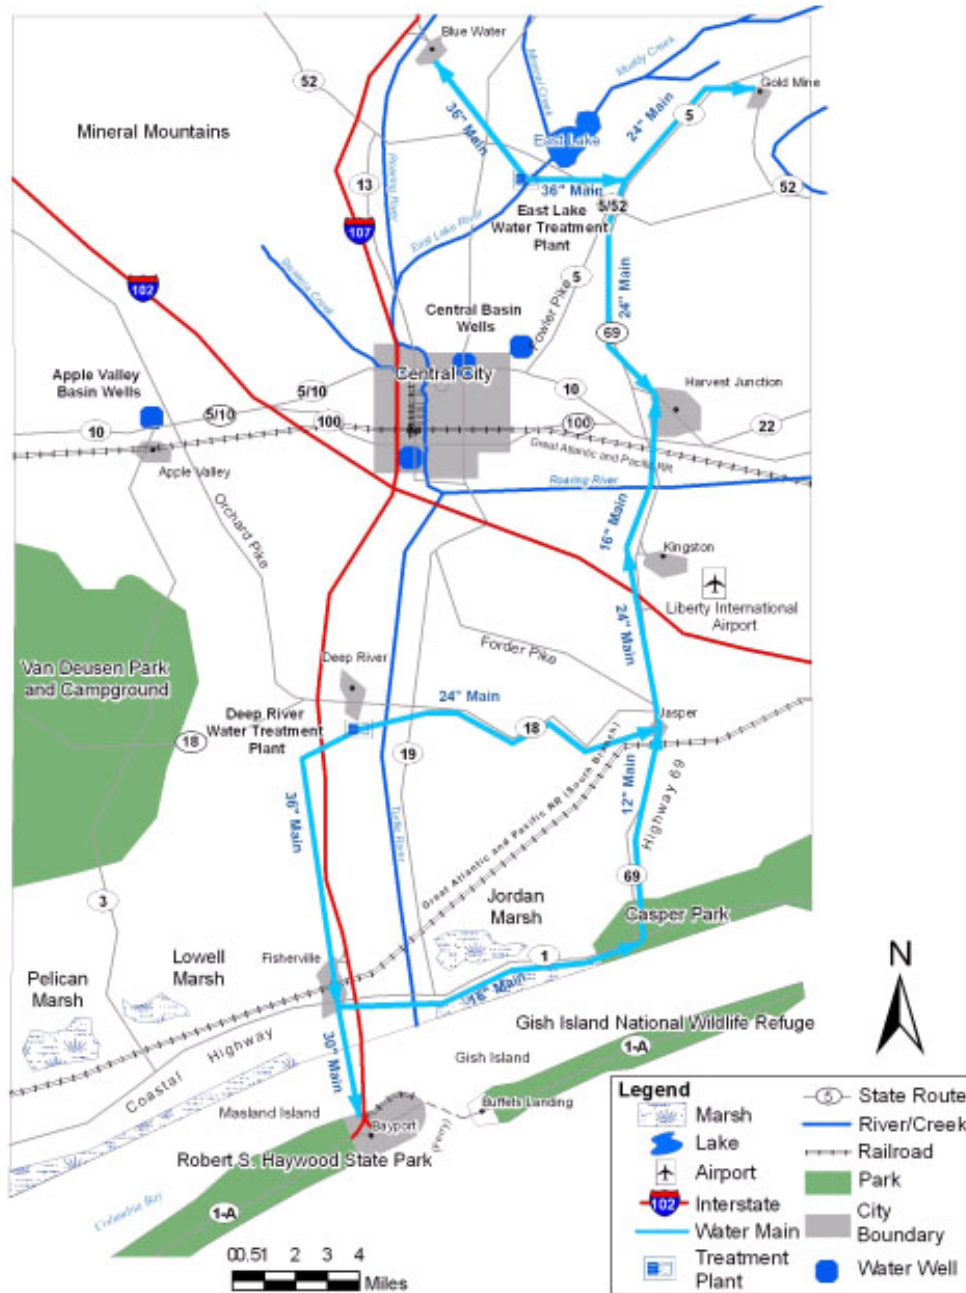 Blue Water
52
Mineral Mountains
36" Main
Mineral Creek
Muddy Creek
Gold Mine
24" Main
5
East Lake
13
Roaring River
36" Main
52
5/52
East Lake
Water Treatment
Plant
107
East Lake River
5
Fowler Pike
24" Main
102
Central Basin
Wells
69
Apple Valley
Basin Wells
Central City
10
Harvest Junction
5/10
5/10
10
100
100
22
Great Atlantic and Pacific RR
Apple Valley
Roaring River
Orchard Pike
16" Main
Kingston
Liberty International
Airport
24" Main
Forder Pike
Van Deusen Park
and Campground
Deep River
24" Main
Jasper
Deep River
Water Treatment
Plant
18
18
19
36" Main
12" Main
Highway 69
Turtle River
Great Atlantic and Pacific RR (South Branch)
69
3
Jordan
Marsh
Casper Park
Lowell
Marsh
Fisherville
1
Pelican
Marsh
18" Main
N
Coastal Highway
30" Main
Gish Island National Wildlife Refuge
1-A
Gish Island
Masland Island
Buffets Landing
(Ferry)
Bayport
Robert S. Haywood State Park
Columbia Bay
1-A
00.51 2 3 4
Miles
Legend
Marsh
Lake
Airport
102 Interstate
Water Main
Treatment
Plant
5 State Route
River/Creek
Railroad
Park
City
Boundary
Water Well